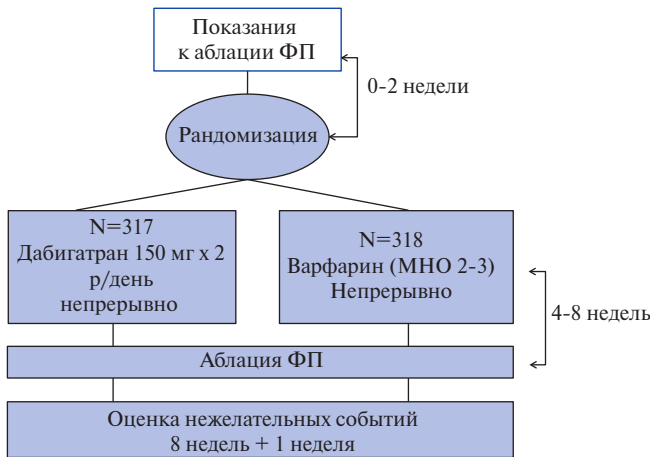 Показания
к аблации ФП
0-2 недели
Рандомизация
N=317
Дабигатран 150 мг х 2
р/день
непрерывно
N=318
Варфарин (МНО 2-3)
Непрерывно
4-8 недель
Аблация ФП
Оценка нежелательных событий
8 недель + 1 неделя